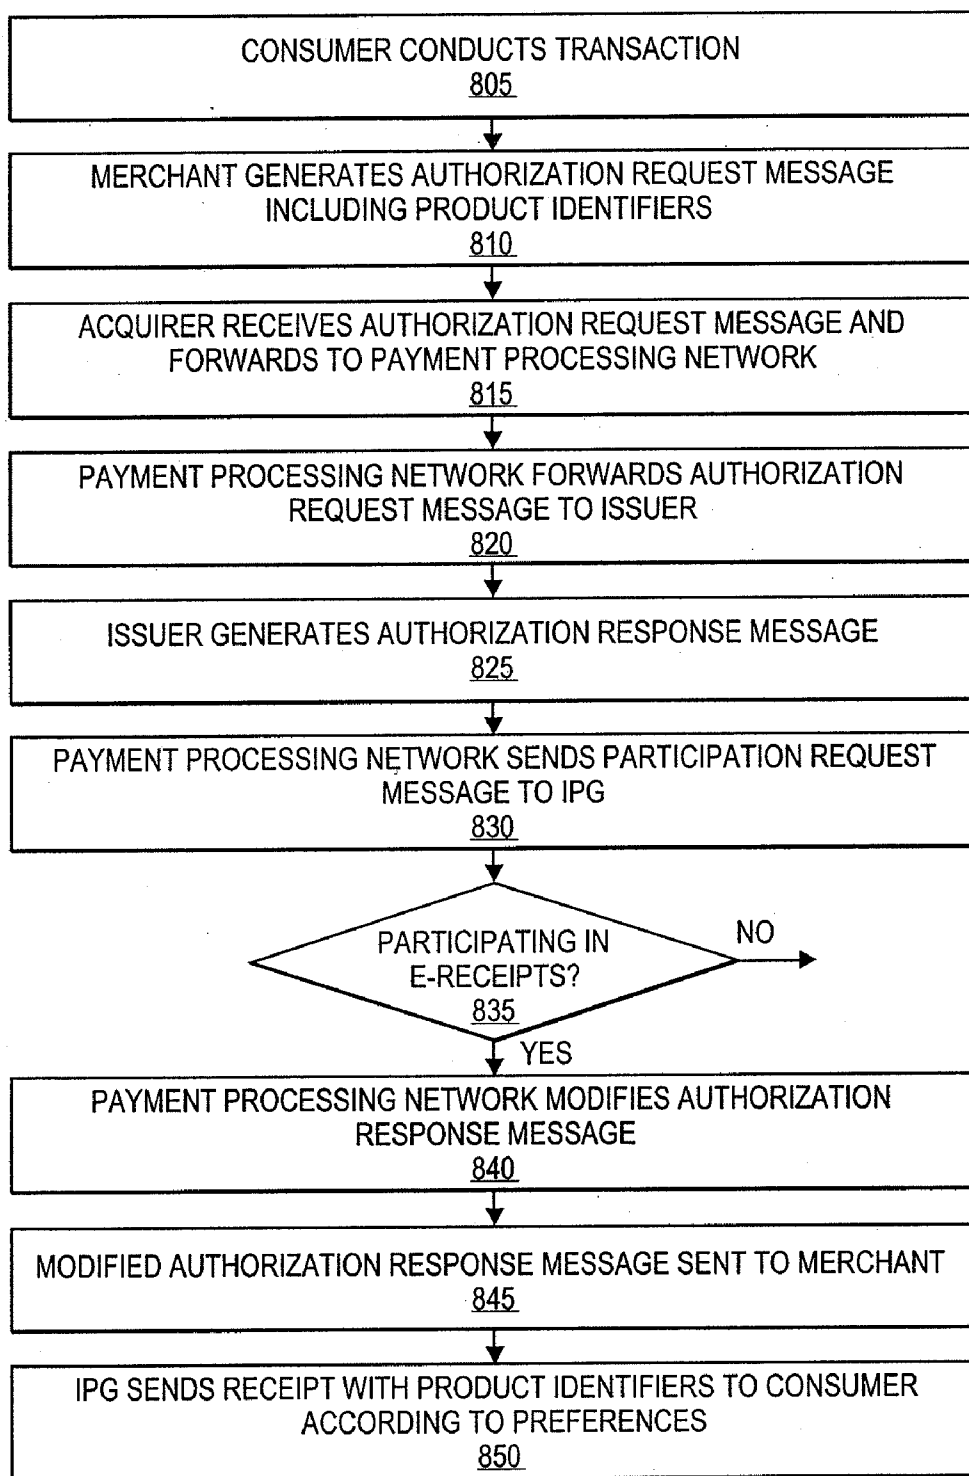 CONSUMER CONDUCTS TRANSACTION
805
MERCHANT GENERATES AUTHORIZATION REQUEST MESSAGE
INCLUDING PRODUCT IDENTIFIERS
810
ACQUIRER RECEIVES AUTHORIZATION REQUEST MESSAGE AND
FORWARDS TO PAYMENT PROCESSING NETWORK
815
PAYMENT PROCESSING NETWORK FORWARDS AUTHORIZATION
REQUEST MESSAGE TO ISSUER
820
ISSUER GENERATES AUTHORIZATION RESPONSE MESSAGE
825
PAYMENT PROCESSING NETWORK SENDS PARTICIPATION REQUEST
MESSAGE TO IPG
830
PARTICIPATING IN
E-RECEIPTS?
835
NO
YES
PAYMENT PROCESSING NETWORK MODIFIES AUTHORIZATION
RESPONSE MESSAGE
840
MODIFIED AUTHORIZATION RESPONSE MESSAGE SENT TO MERCHANT
845
IPG SENDS RECEIPT WITH PRODUCT IDENTIFIERS TO CONSUMER
ACCORDING TO PREFERENCES
850